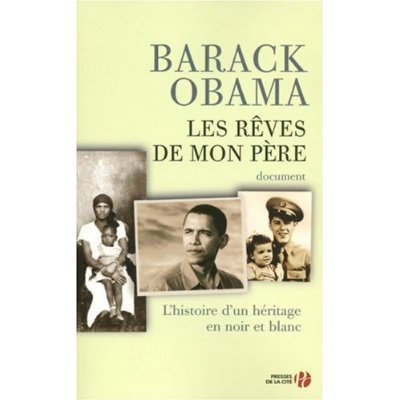 BARACK
OBAMA
LES RÊVES
DE MON PÈRE
document
L'histoire d'un héritage
en noir et blanc
PRESSES
DE LA CITÉ